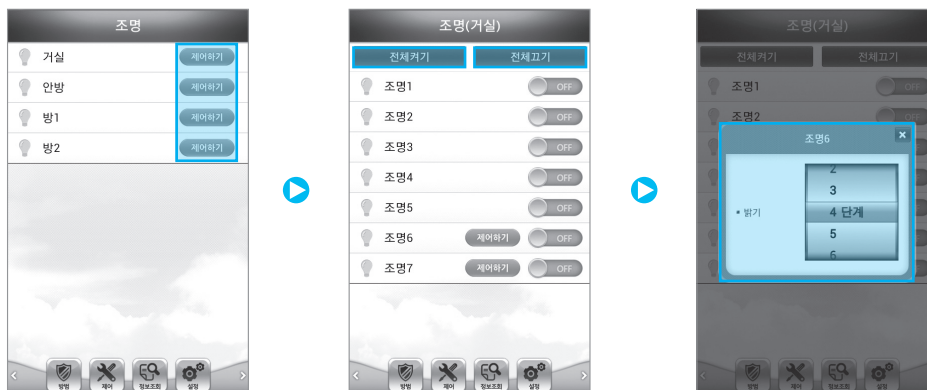 조명
거실 제어하기
안방 제어하기
방1 제어하기
방2 제어하기
방범 제어 정보조회 설정
조명(거실)
전체켜기 전체끄기
조명1 OFF
조명2 OFF
조명3 OFF
조명4 OFF
조명5 OFF
조명6 제어하기 OFF
조명7 제어하기 OFF
방범 제어 정보조회 설정
조명(거실)
전체켜기 전체끄기
조명1 OFF
조명2
조명6
2
3
밝기 4 단계
5
6
방범 제어 정보조회 설정